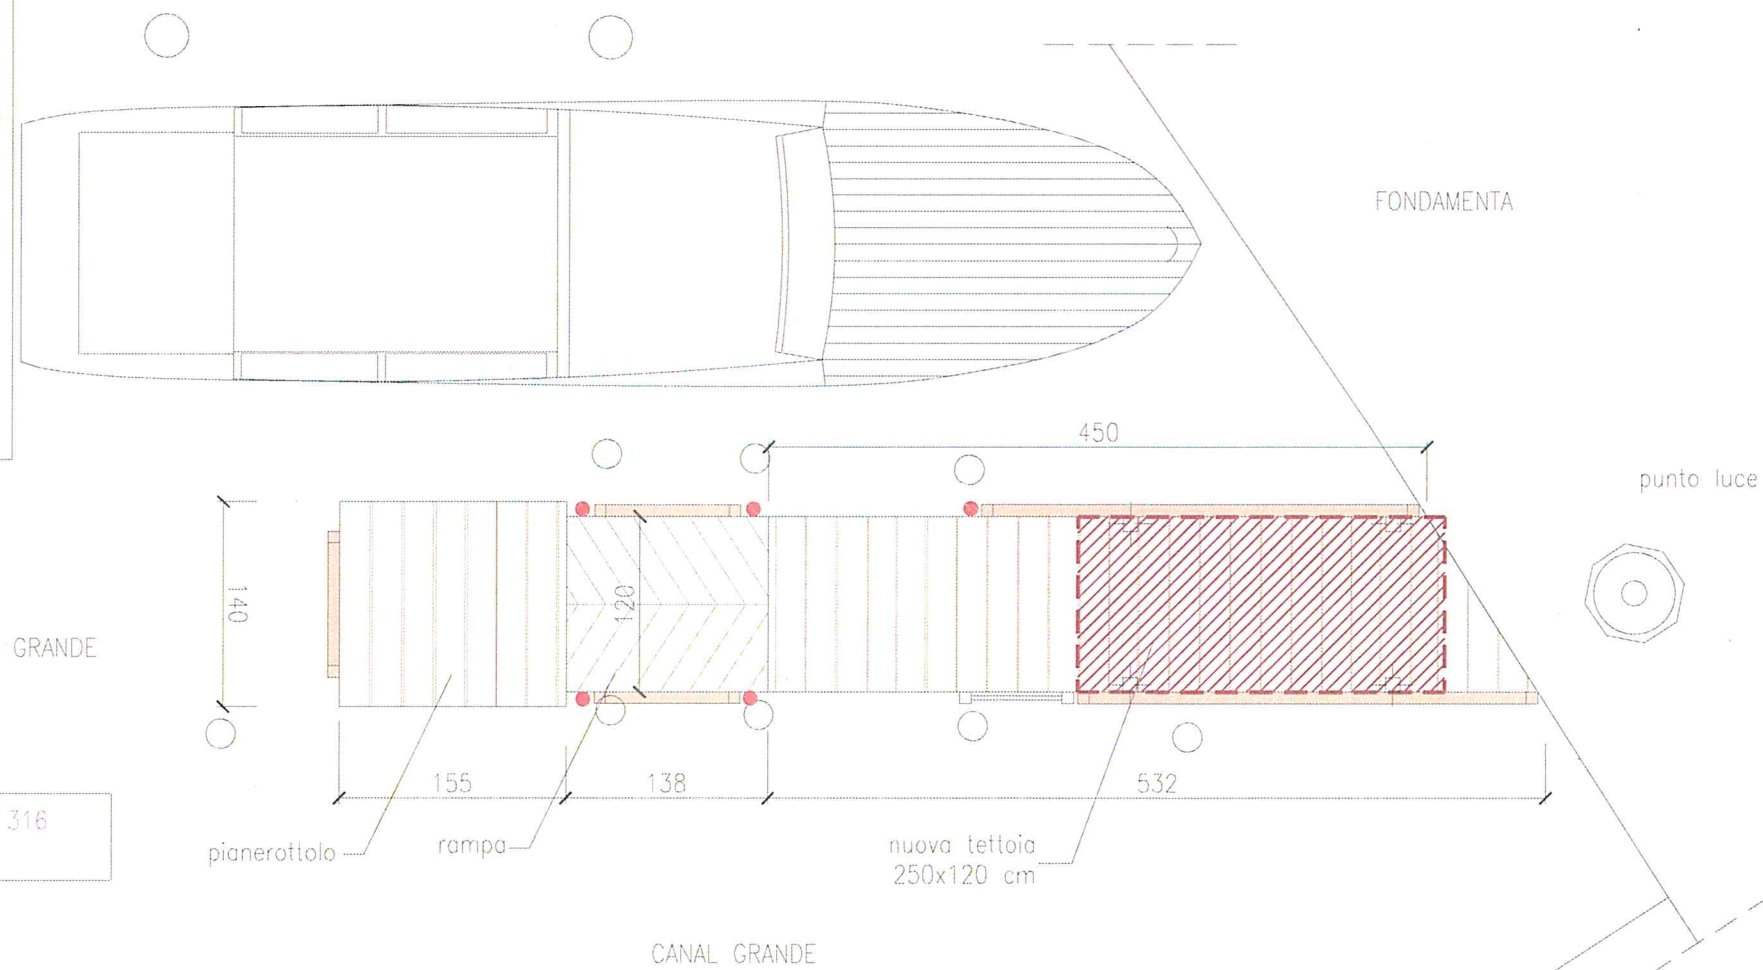 FONDAMENTA
450
punto luce
140
120
GRANDE
155
138
532
316
pianerottolo
rampa
nuova tettoia
250x120 cm
CANAL GRANDE